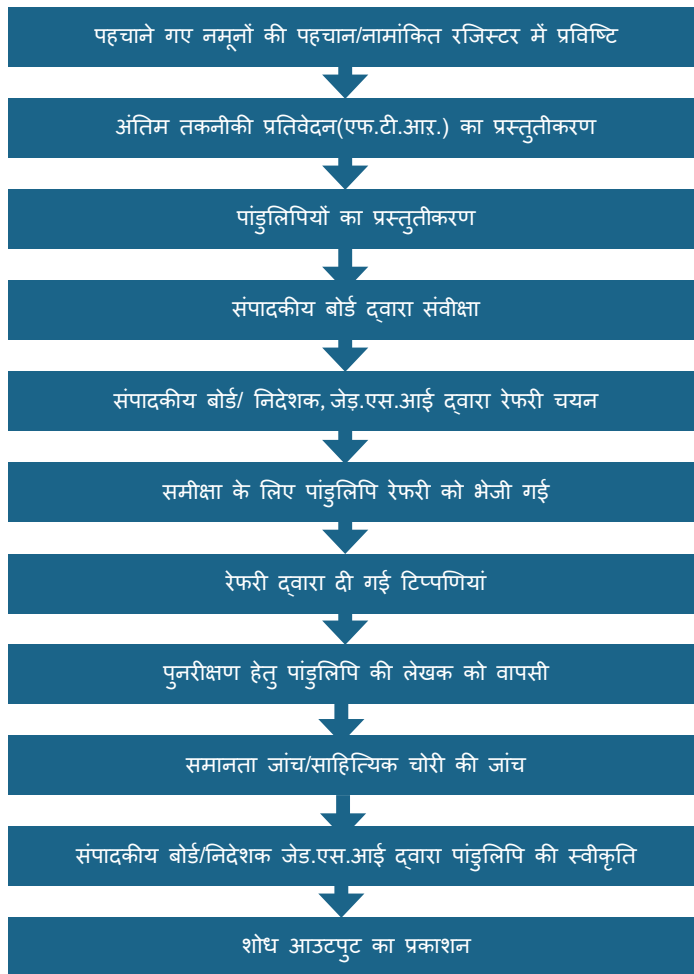 पहचाने गए नमूनों की पहचान/नामांकित रजिस्टर में प्रविष्टि
अंतिम तकनीकी प्रतिवेदन(एफ.टी.आऱ.) का प्रस्तुतीकरण
पांडुलिपियों का प्रस्तुतीकरण
संपादकीय बोर्ड द्वारा संवीक्षा
संपादकीय बोर्ड/ निदेशक, जेड़.एस.आई द्वारा रेफरी चयन
समीक्षा के लिए पांडुलिपि रेफरी को भेजी गई
रेफरी द्वारा दी गई टिप्पणियां
पुनरीक्षण हेतु पांडुलिपि की लेखक को वापसी
समानता जांच/साहित्यिक चोरी की जांच
संपादकीय बोर्ड/निदेशक जेड.एस.आई द्वारा पांडुलिपि की स्वीकृति
शोध आउटपुट का प्रकाशन